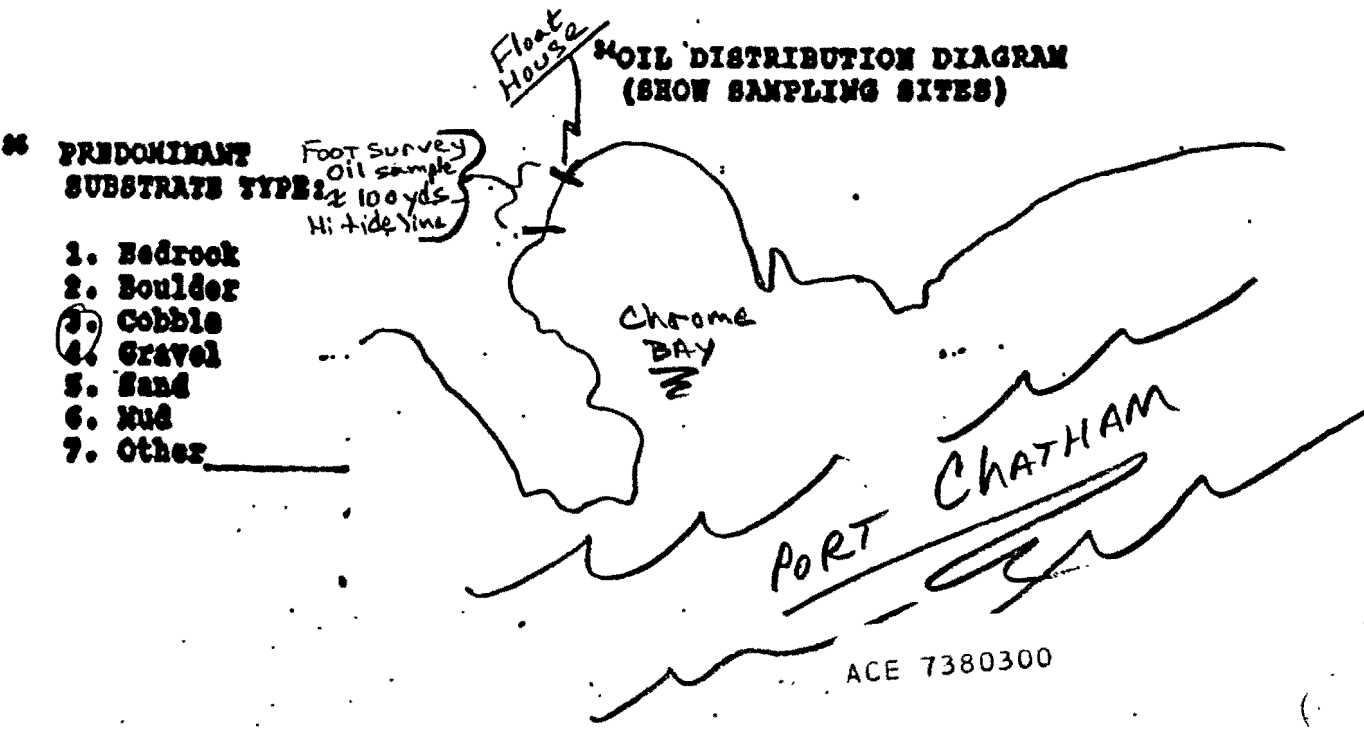 Float
House
OIL DISTRIBUTION DIAGRAM
(SHOW SAMPLING SITES)
PREDOMINANT
SUBSTRATE TYPE:
Foot Survey
Oil sample
± 100 yds
Hi tide line
1. Bedrock
2. Boulder
3. Cobble
4. Gravel
5. Sand
6. Mud
7. Other
Chrome
BAY
PORT CHATHAM
ACE 7380300